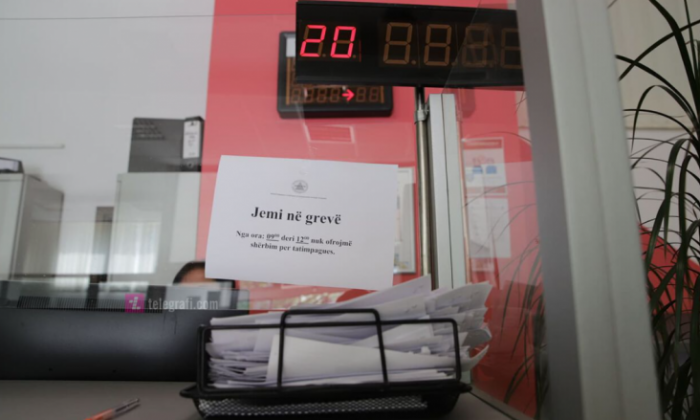 20
Jemi në grevë
Nga ora: 09⁰⁰ deri 12⁰⁰ nuk ofrojmë
shërbim per tatimpagues.
telegrafi.com